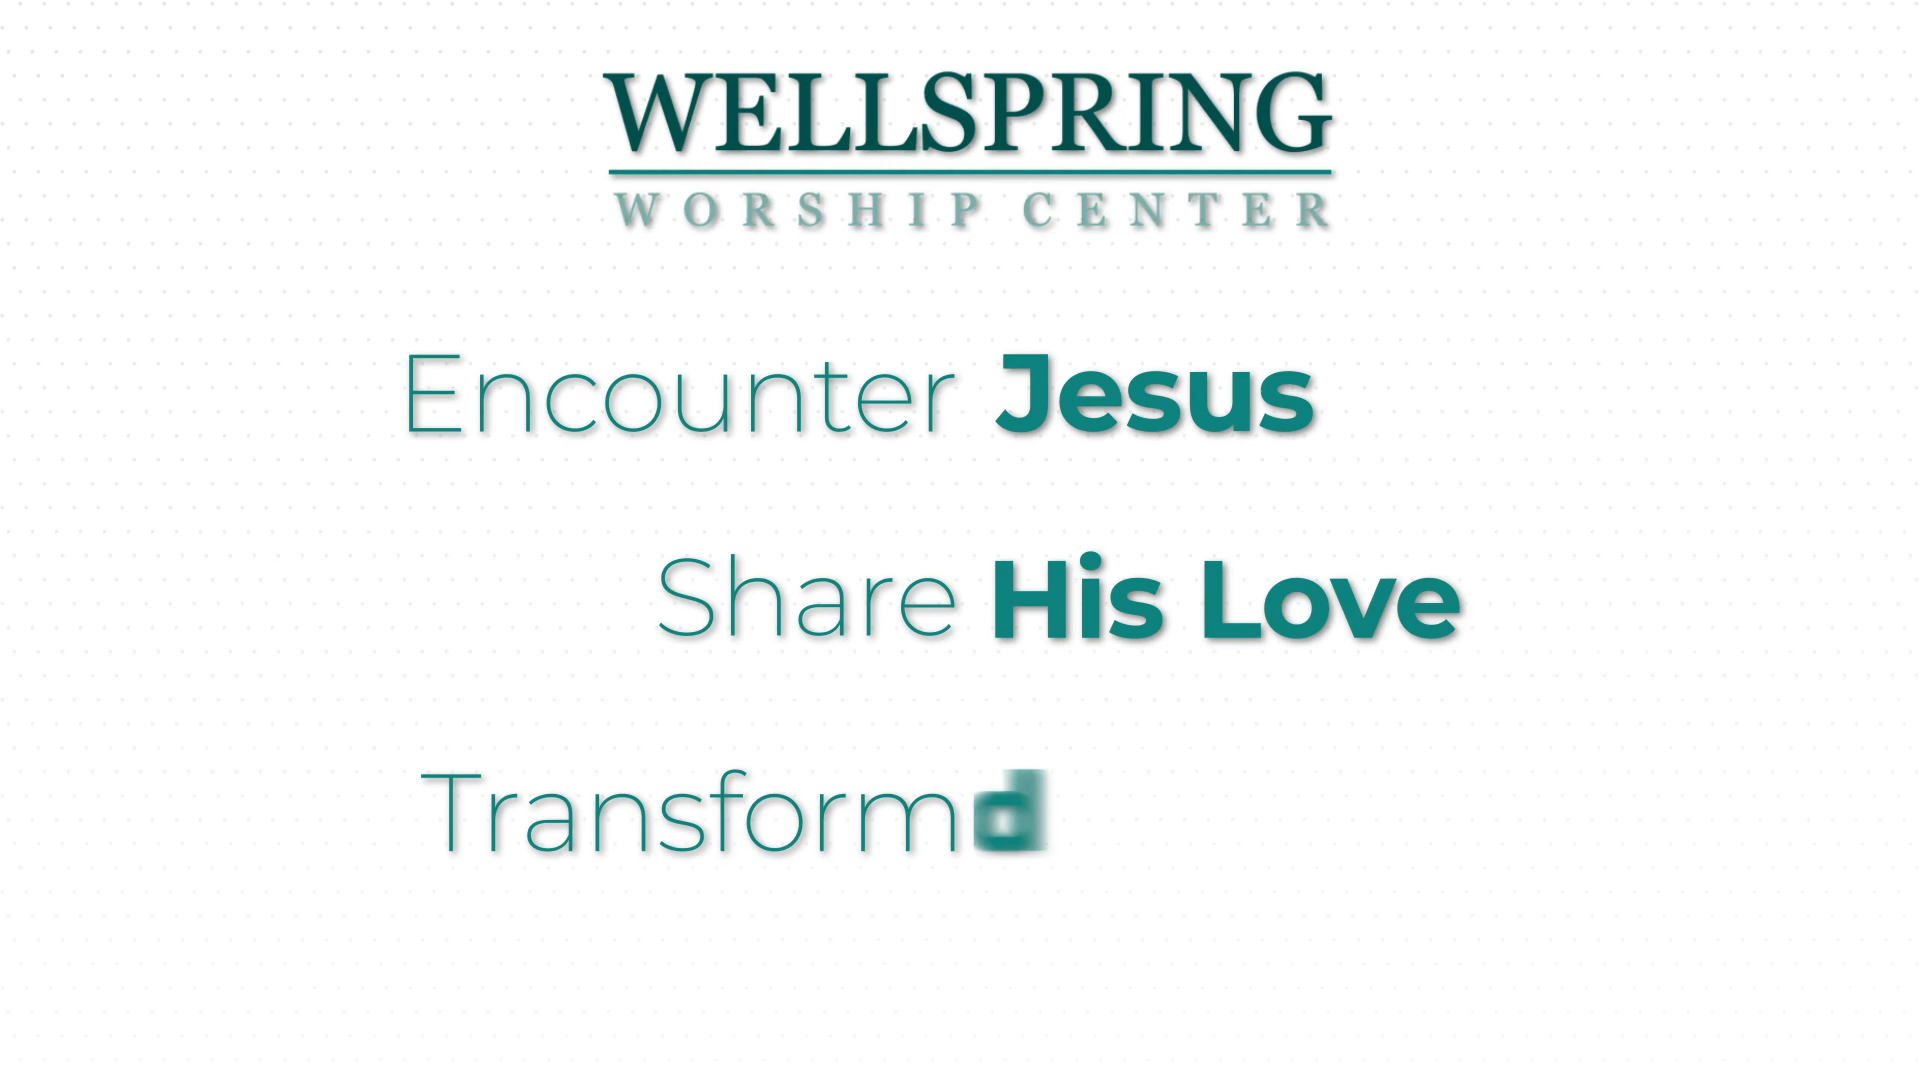 WELLSPRING
WORSHIP CENTER
Encounter Jesus
Share His Love
Transform